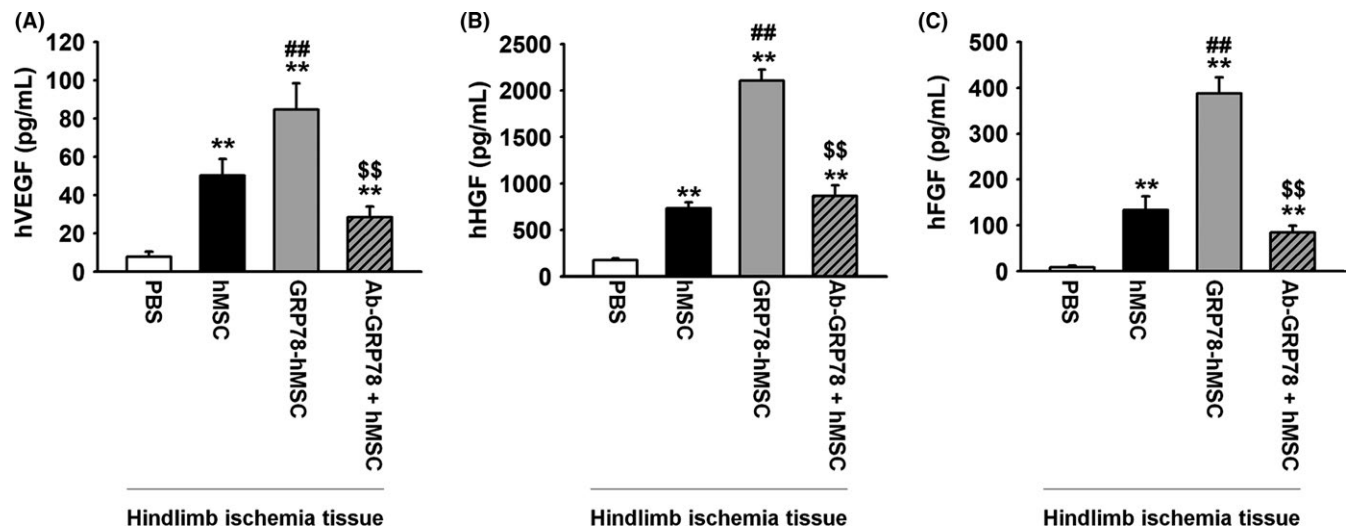 (A)
hVEGF (pg/mL)
120
100
80
60
40
20
0
**
##
**
$$
**
PBS
hMSC
GRP78-hMSC
Ab-GRP78 + hMSC
Hindlimb ischemia tissue
(B)
hHGF (pg/mL)
2500
2000
1500
1000
500
0
**
##
**
$$
**
PBS
hMSC
GRP78-hMSC
Ab-GRP78 + hMSC
Hindlimb ischemia tissue
(C)
hFGF (pg/mL)
500
400
300
200
100
0
**
##
**
$$
**
PBS
hMSC
GRP78-hMSC
Ab-GRP78 + hMSC
Hindlimb ischemia tissue